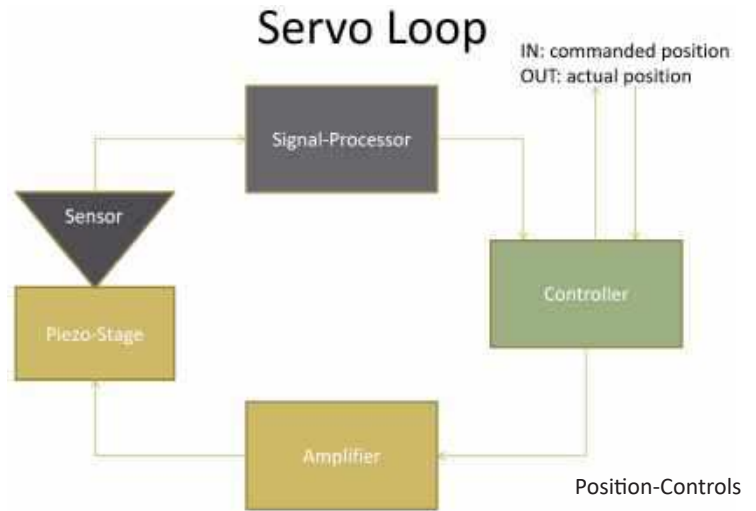 Servo Loop
IN: commanded position
OUT: actual position
Signal-Processor
Sensor
Controller
Piezo-Stage
Amplifier
Position-Controls